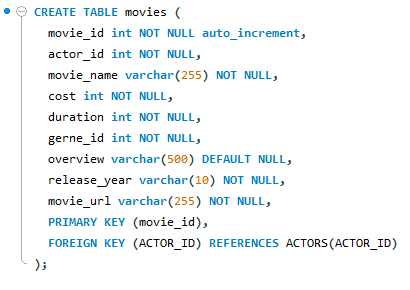 CREATE TABLE movies (
movie_id int NOT NULL auto_increment,
actor_id int NOT NULL,
movie_name varchar(255) NOT NULL,
cost int NOT NULL,
duration int NOT NULL,
gerne_id int NOT NULL,
overview varchar(500) DEFAULT NULL,
release_year varchar(10) NOT NULL,
movie_url varchar(255) NOT NULL,
PRIMARY KEY (movie_id),
FOREIGN KEY (ACTOR_ID) REFERENCES ACTORS(ACTOR_ID)
);